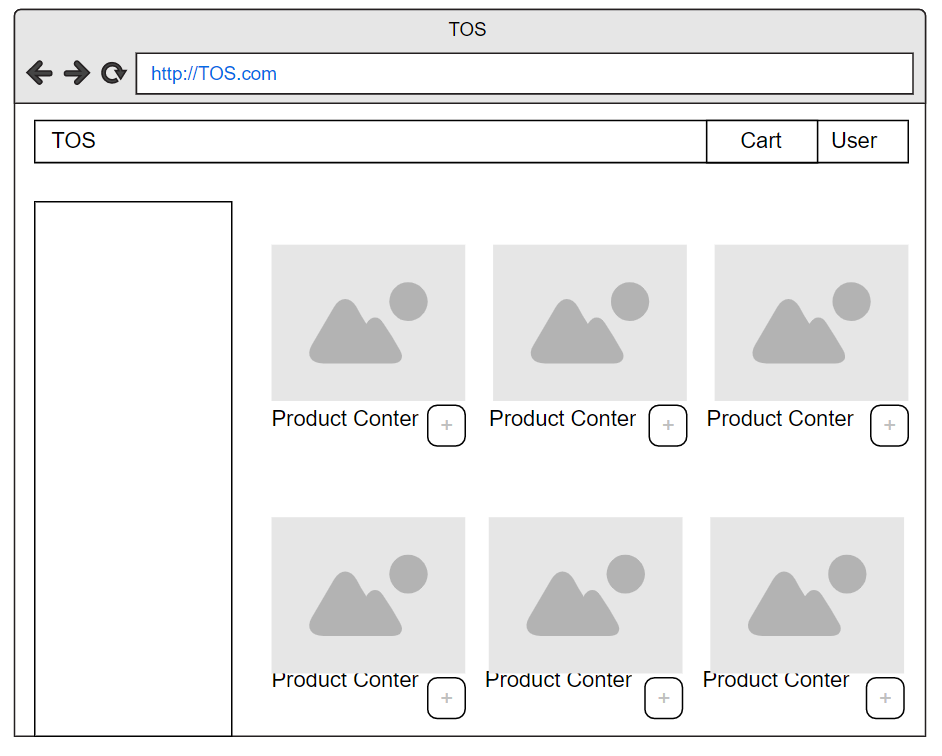 TOS
http://TOS.com
TOS Cart User
Product Conter Product Conter Product Conter
+ + +
Product Conter Product Conter Product Conter
+ + +